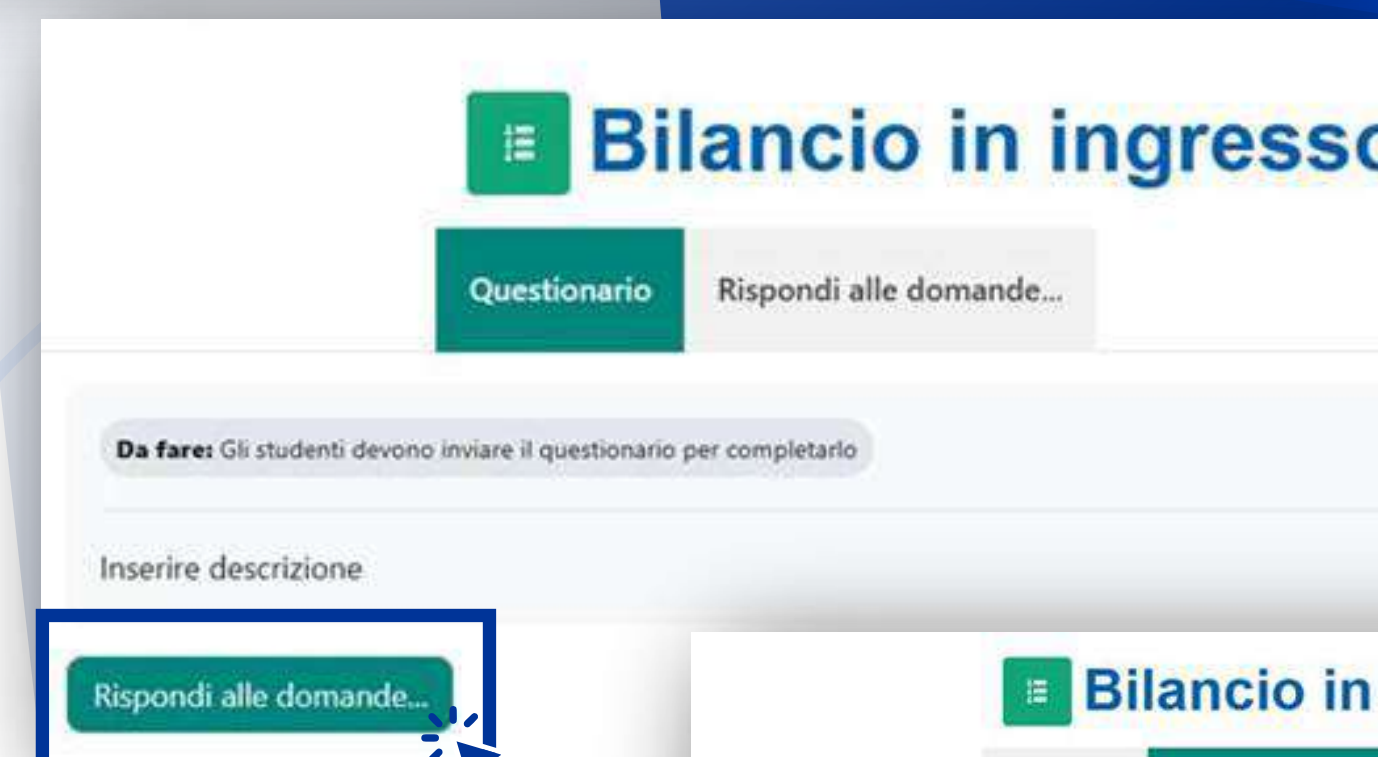 Bilancio in ingresso
Questionario
Rispondi alle domande...
Da fare: Gli studenti devono inviare il questionario per completarlo
Inserire descrizione
Rispondi alle domande...
Bilancio in